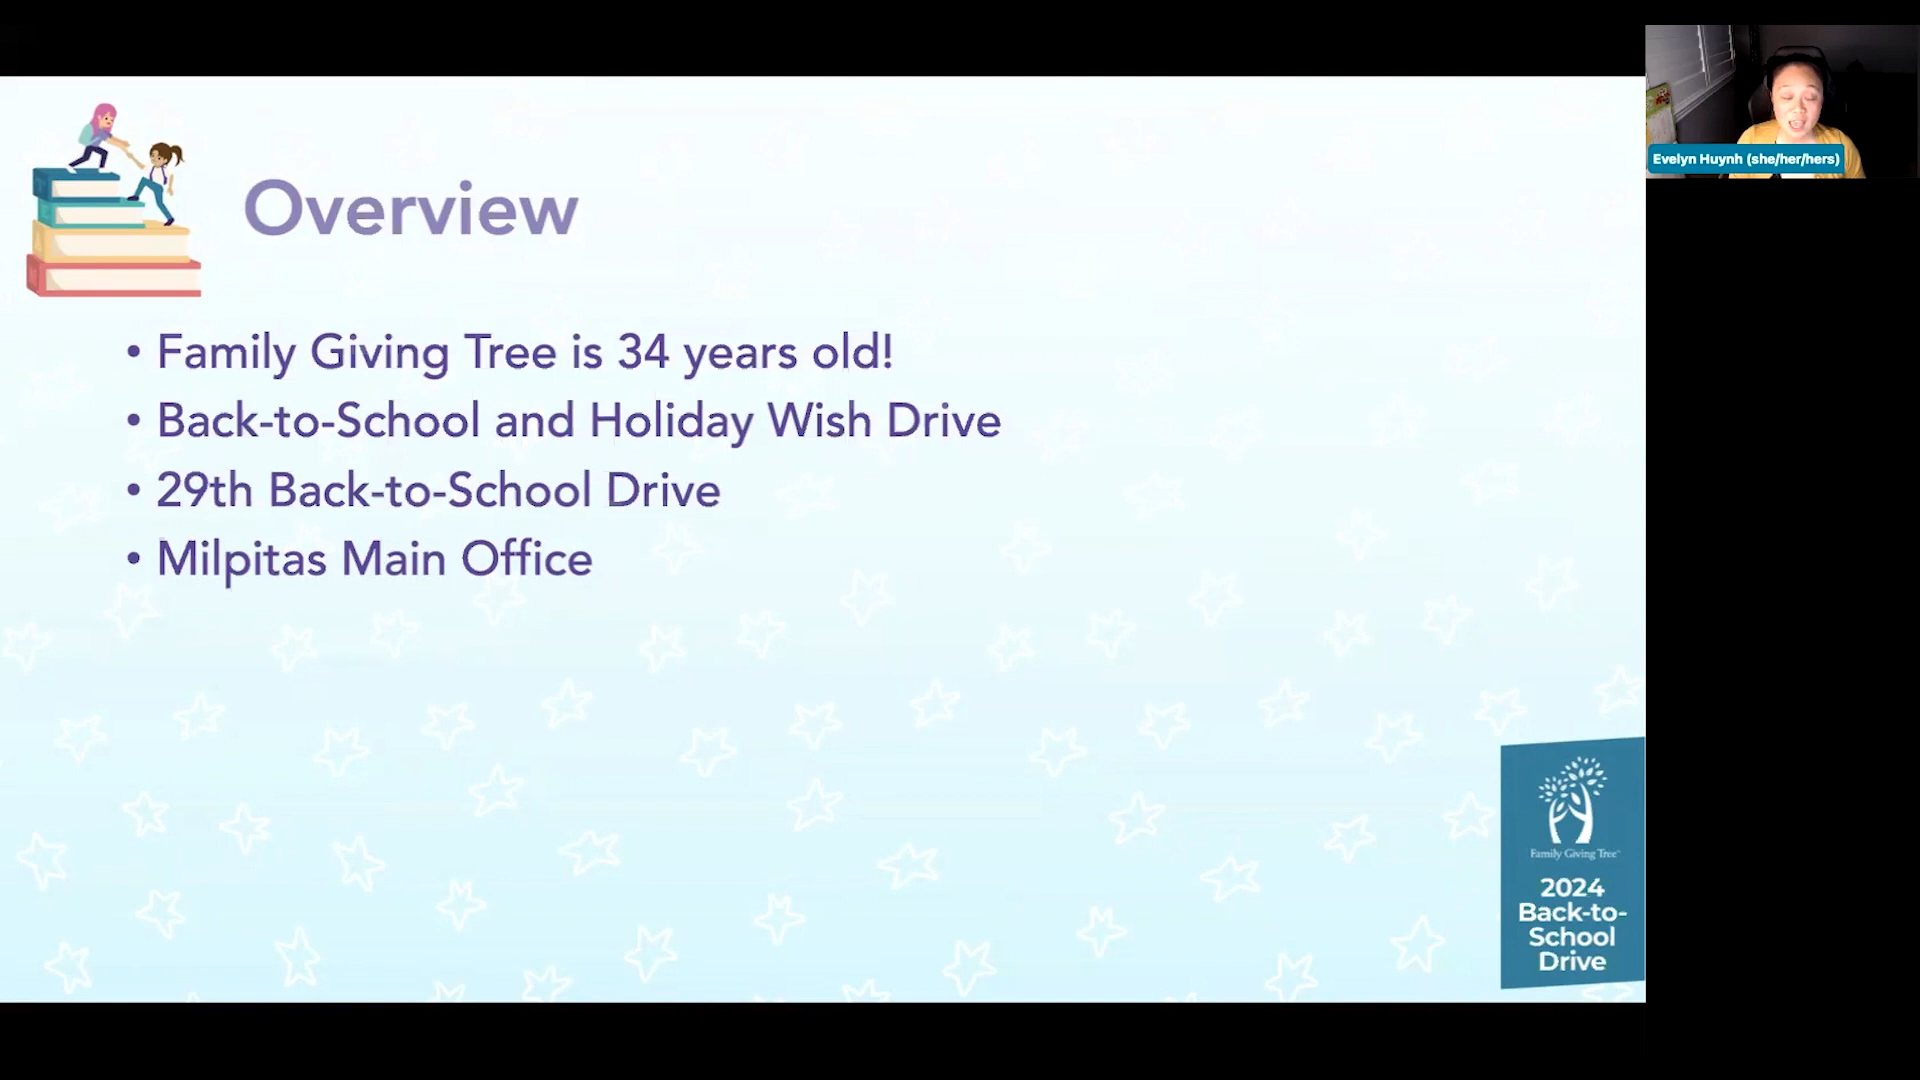 Evelyn Huynh (she/her/hers)
Overview
• Family Giving Tree is 34 years old!
• Back-to-School and Holiday Wish Drive
• 29th Back-to-School Drive
• Milpitas Main Office
Family Giving Tree
2024
Back-to-
School
Drive